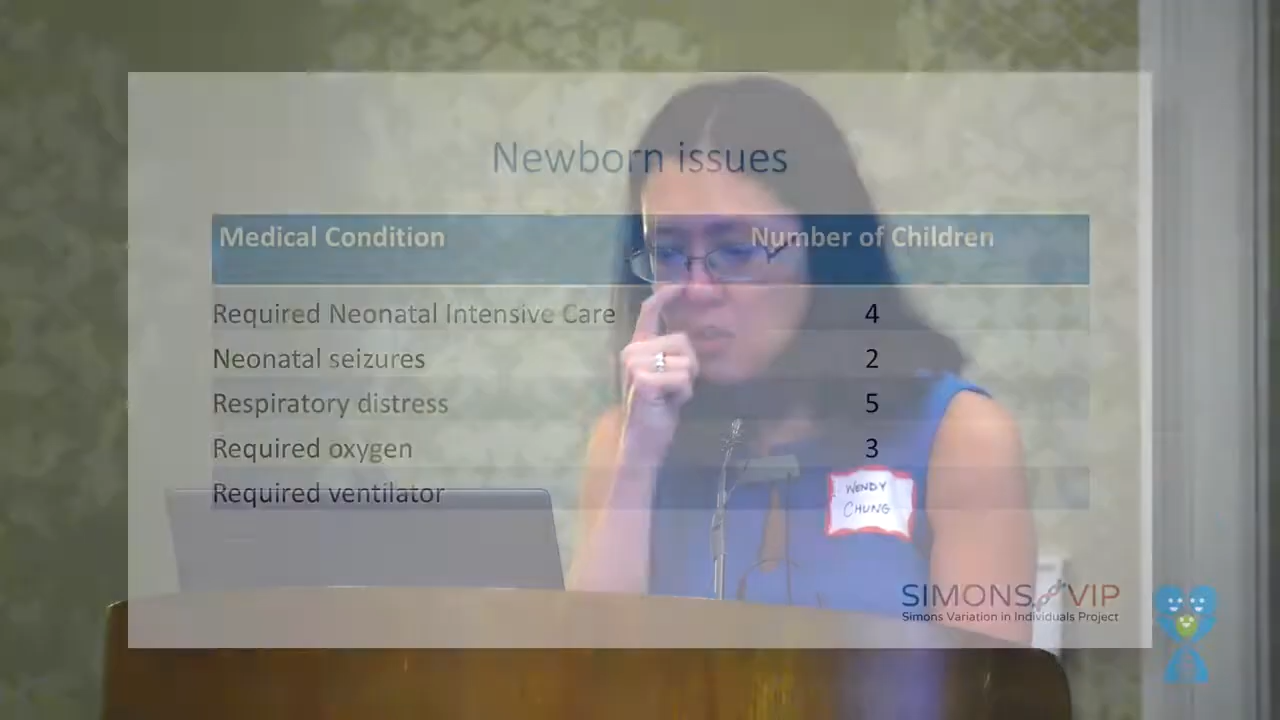 Newborn issues
Medical Condition Number of Children
Required Neonatal Intensive Care 4
Neonatal seizures 2
Respiratory distress 5
Required oxygen 3
Required ventilator
WENDY
CHUNG
SIMONS VIP
Simons Variation in Individuals Project